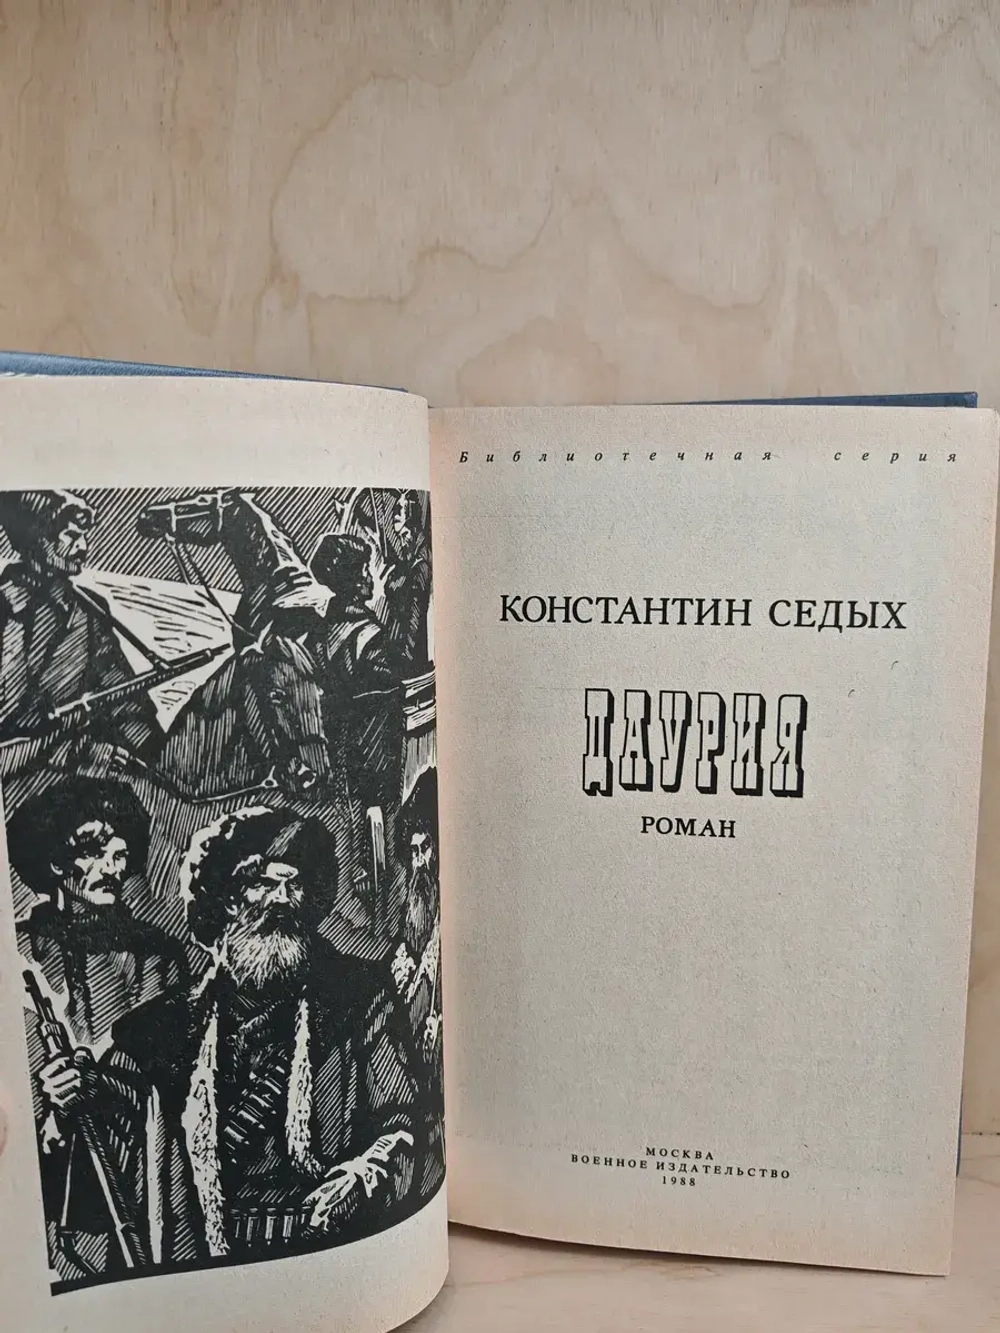 Библиотечная серия
КОНСТАНТИН СЕДЫХ
ДАУРИЯ
РОМАН
МОСКВА
ВОЕННОЕ ИЗДАТЕЛЬСТВО
1988